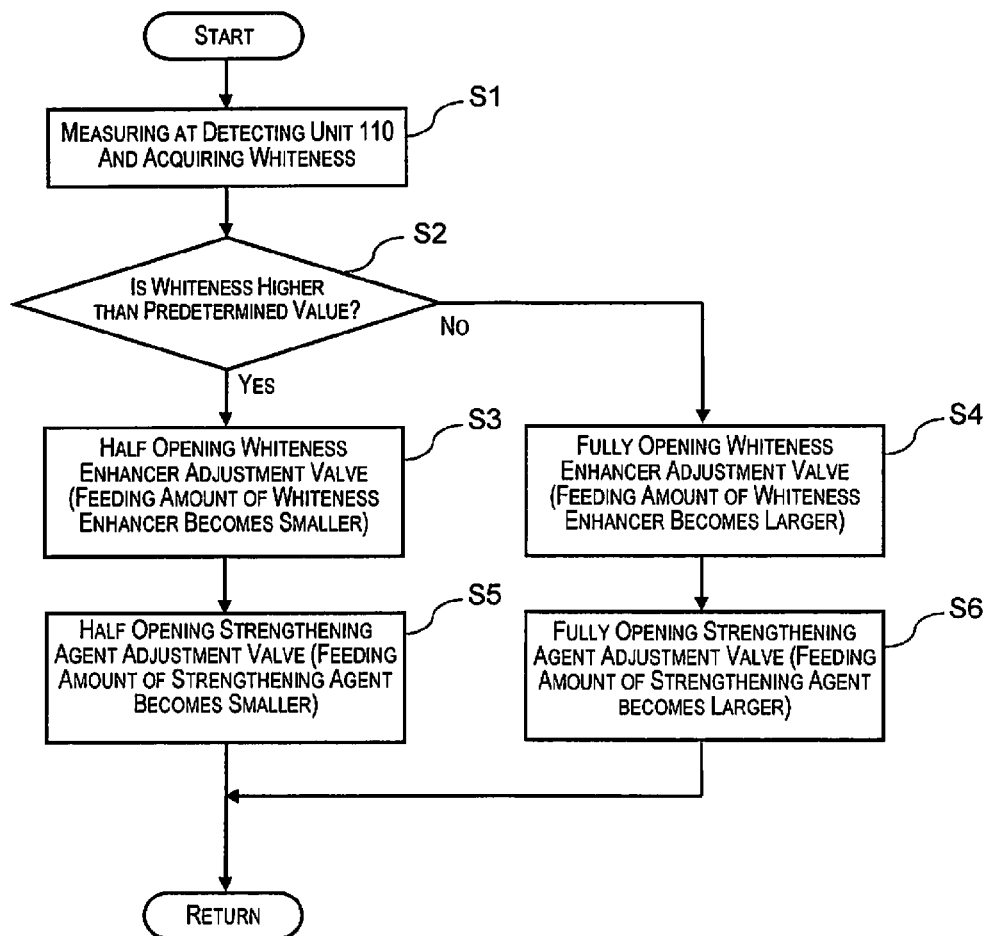 START
MEASURING AT DETECTING UNIT 110
AND ACQUIRING WHITENESS
S1
IS WHITENESS HIGHER
THAN PREDETERMINED VALUE?
S2
NO
YES
HALF OPENING WHITENESS
ENHANCER ADJUSTMENT VALVE
(FEEDING AMOUNT OF WHITENESS
ENHANCER BECOMES SMALLER)
S3
FULLY OPENING WHITENESS
ENHANCER ADJUSTMENT VALVE
(FEEDING AMOUNT OF WHITENESS
ENHANCER BECOMES LARGER)
S4
HALF OPENING STRENGTHENING
AGENT ADJUSTMENT VALVE (FEEDING
AMOUNT OF STRENGTHENING AGENT
BECOMES SMALLER)
S5
FULLY OPENING STRENGTHENING
AGENT ADJUSTMENT VALVE (FEEDING
AMOUNT OF STRENGTHENING AGENT
BECOMES LARGER)
S6
RETURN